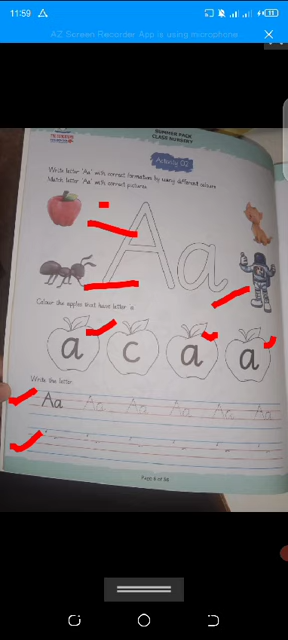 11:59
11
AZ Screen Recorder App is using microphone
SUMMER PACK
CLASS NURSERY
Activity 02
Write letter "Aa" with correct formation by using different colours.
Match letter "Aa" with correct pictures.
Aa
Colour the apples that have letter a.
a c a a
Write the letter.
Aa Aa Aa Aa Aa Aa